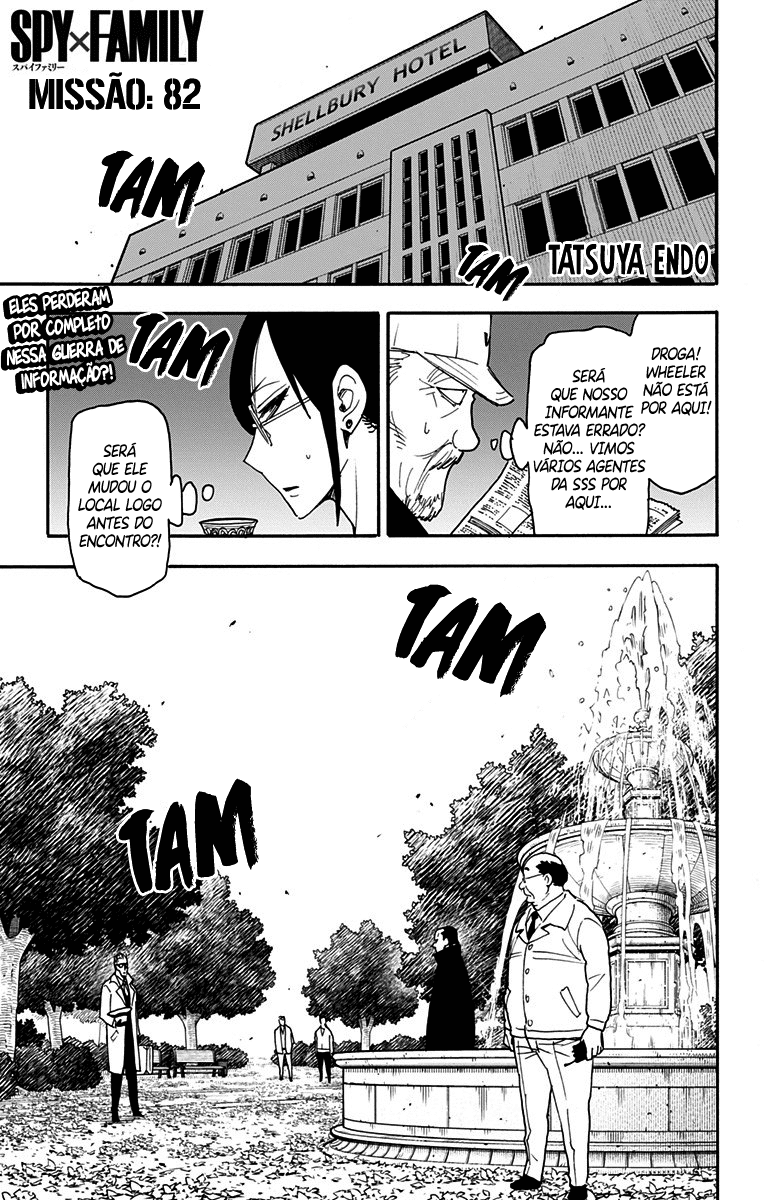 SPY×FAMILY
スパイファミリー
MISSÃO: 82
SHELLBURY HOTEL
TAM
TAM
TATSUYA ENDO
ELES PERDERAM
POR COMPLETO
NESSA GUERRA DE
INFORMAÇÃO?!
TAM
DROGA!
WHEELER
NÃO ESTÁ
POR AQUI!
SERÁ
QUE NOSSO
INFORMANTE
ESTAVA ERRADO?
NÃO... VIMOS
VÁRIOS AGENTES
DA SSS POR
AQUI...
SERÁ
QUE ELE
MUDOU O
LOCAL LOGO
ANTES DO
ENCONTRO?!
TAM
TAM